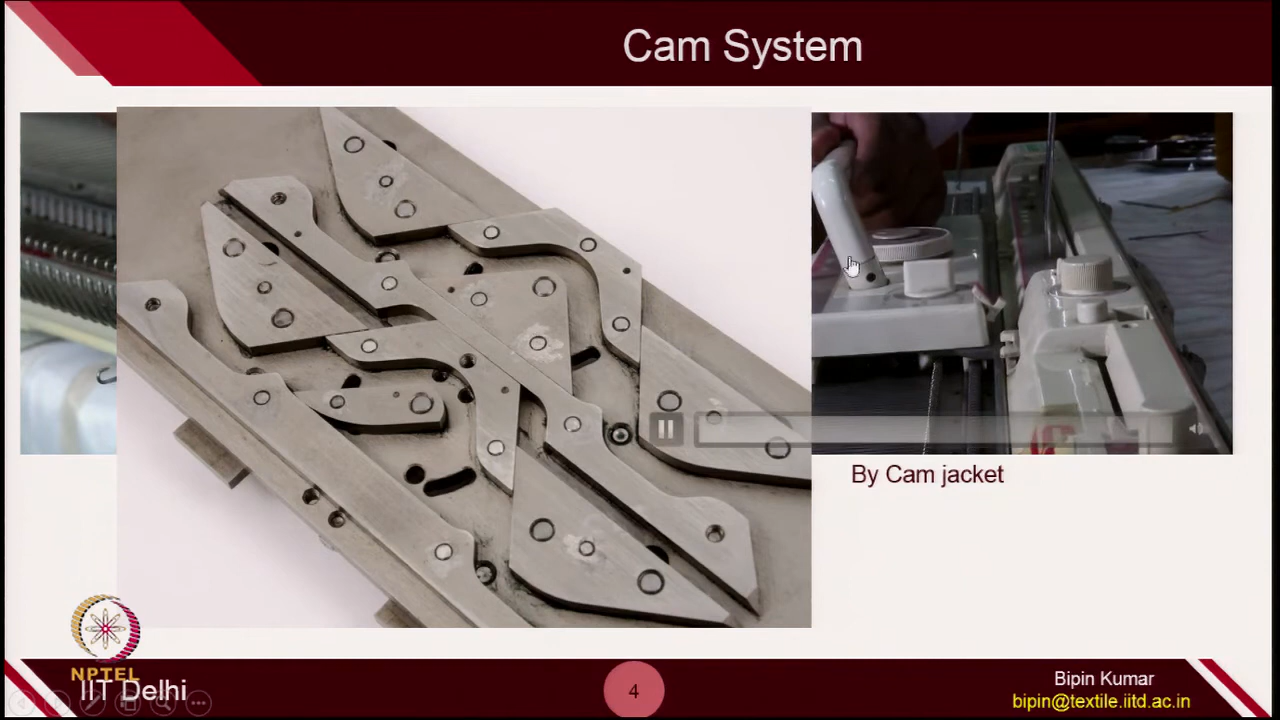 Cam System
By Cam jacket
NPTEL
IIT Delhi
4
Bipin Kumar
bipin@textile.iitd.ac.in